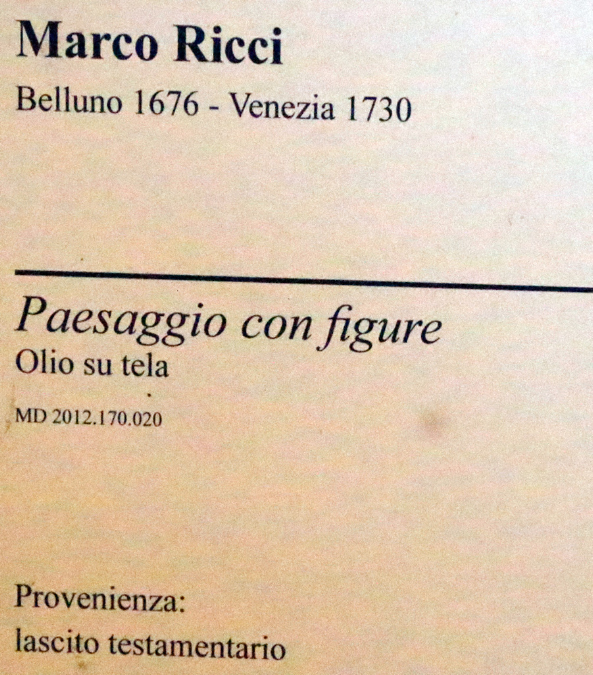 Marco Ricci
Belluno 1676 - Venezia 1730
Paesaggio con figure
Olio su tela
MD 2012.170.020
Provenienza:
lascito testamentario